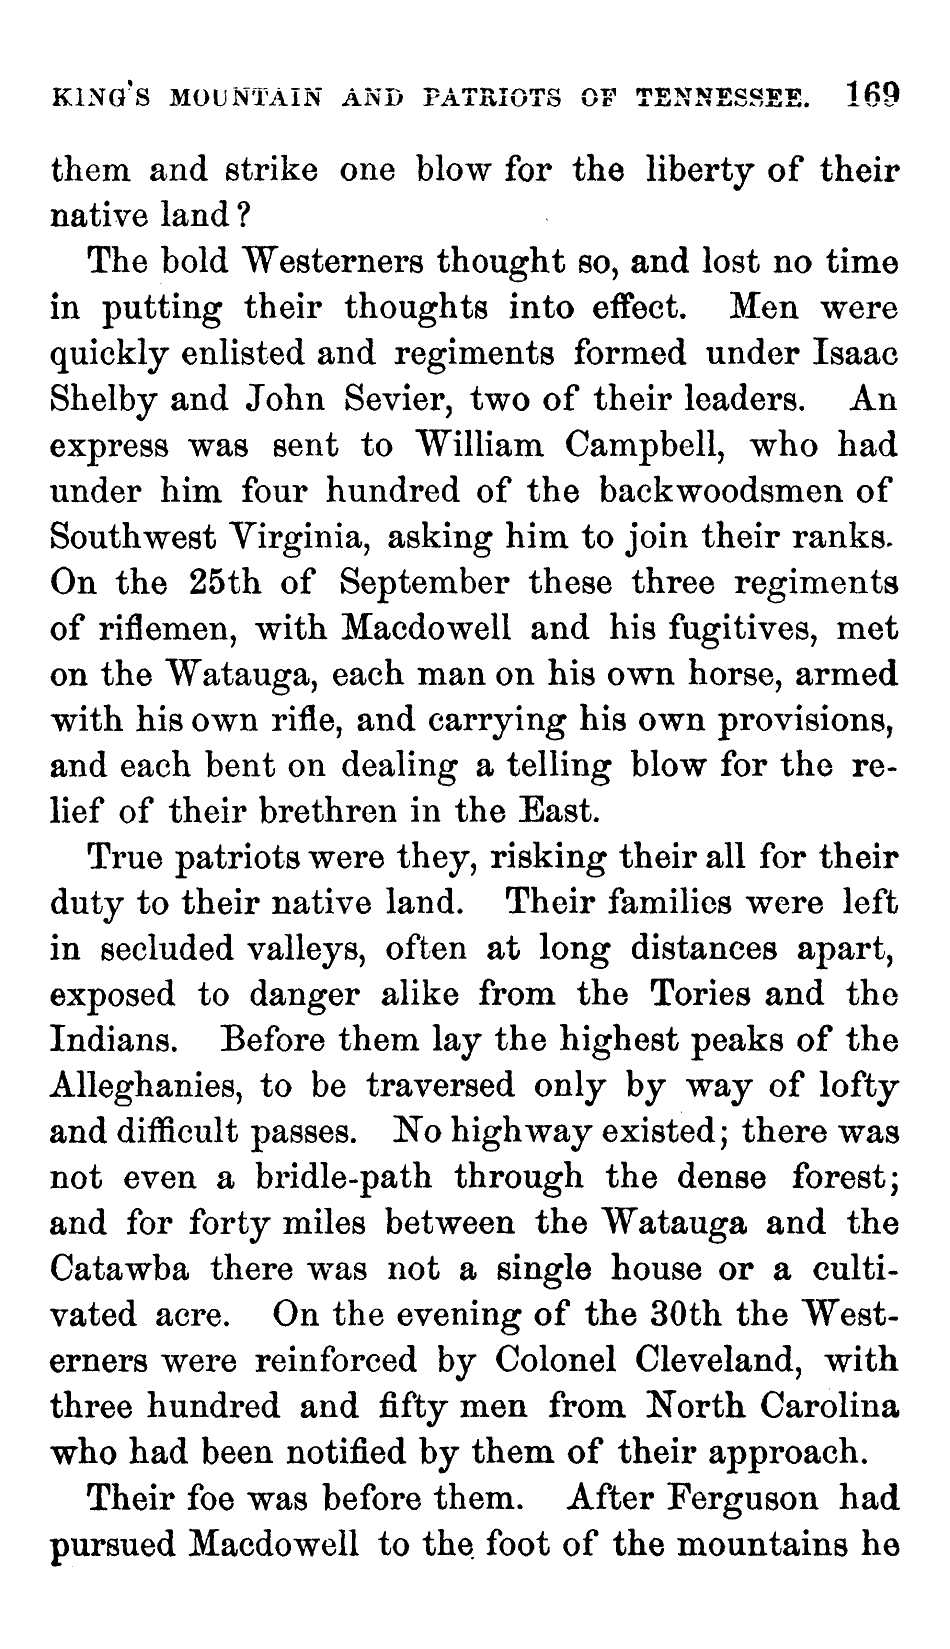 KING'S MOUNTAIN AND PATRIOTS OF TENNESSEE. 169
them and strike one blow for the liberty of their
native land?
The bold Westerners thought so, and lost no time
in putting their thoughts into effect. Men were
quickly enlisted and regiments formed under Isaac
Shelby and John Sevier, two of their leaders. An
express was sent to William Campbell, who had
under him four hundred of the backwoodsmen of
Southwest Virginia, asking him to join their ranks.
On the 25th of September these three regiments
of riflemen, with Macdowell and his fugitives, met
on the Watauga, each man on his own horse, armed
with his own rifle, and carrying his own provisions,
and each bent on dealing a telling blow for the re-
lief of their brethren in the East.
True patriots were they, risking their all for their
duty to their native land. Their families were left
in secluded valleys, often at long distances apart,
exposed to danger alike from the Tories and the
Indians. Before them lay the highest peaks of the
Alleghanies, to be traversed only by way of lofty
and difficult passes. No highway existed; there was
not even a bridle-path through the dense forest;
and for forty miles between the Watauga and the
Catawba there was not a single house or a culti-
vated acre. On the evening of the 30th the West-
erners were reinforced by Colonel Cleveland, with
three hundred and fifty men from North Carolina
who had been notified by them of their approach.
Their foe was before them. After Ferguson had
pursued Macdowell to the foot of the mountains he